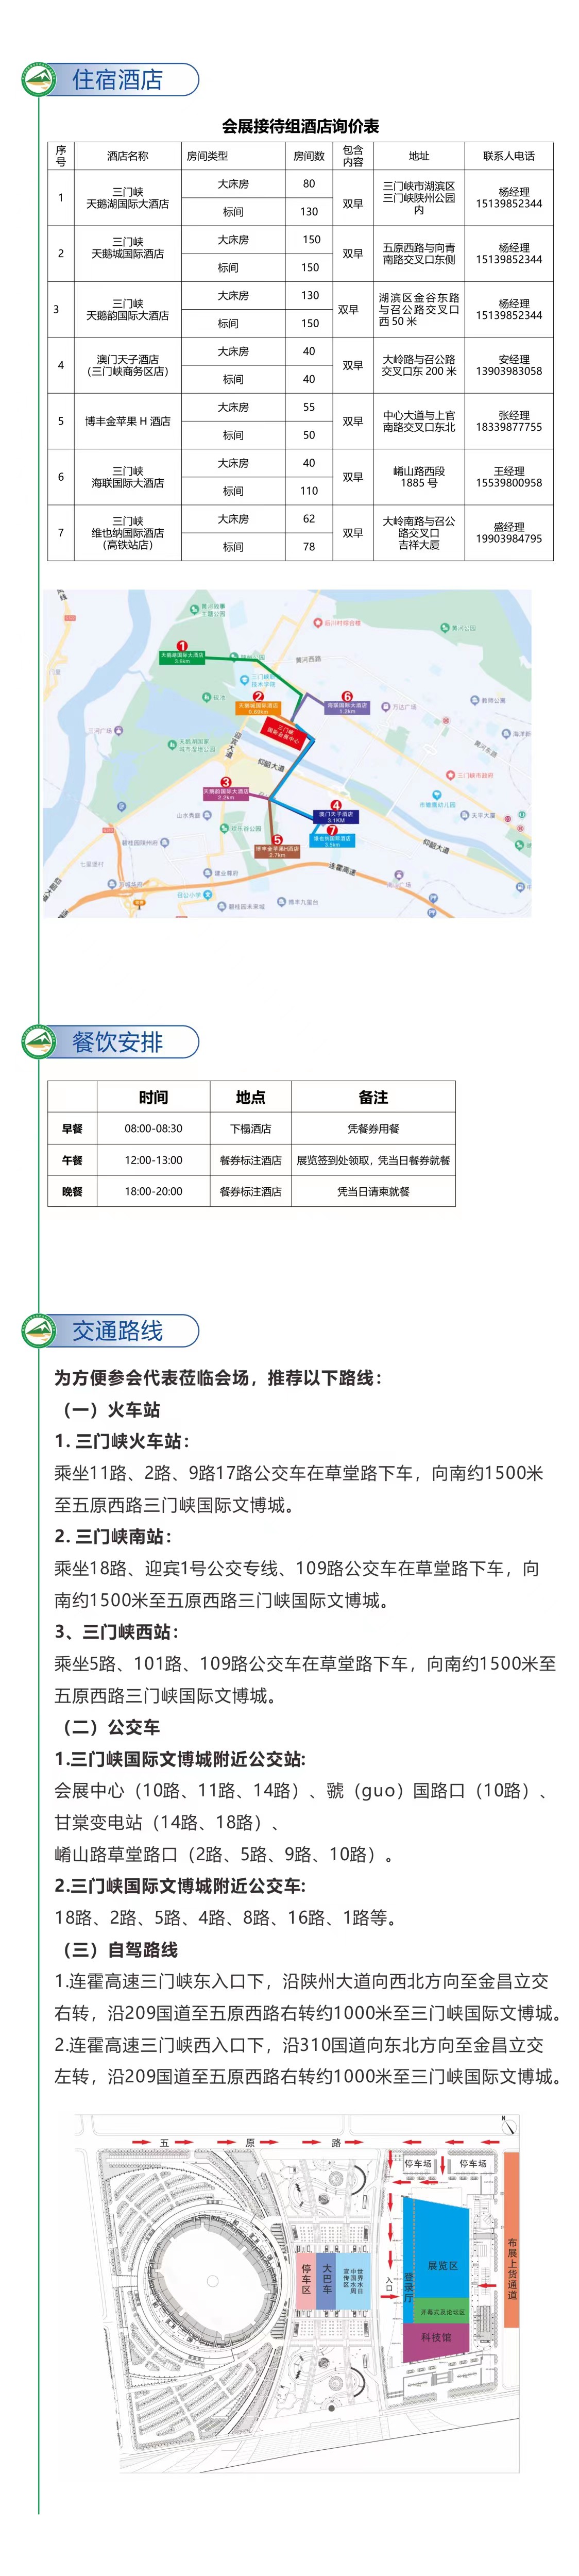 住宿酒店
会展接待组酒店询价表
序号 酒店名称 房间类型 房间数 包含内容 地址 联系人电话
1 三门峡天鹅湖国际大酒店 大床房 80 双早 三门峡市湖滨区三门峡陕州公园内 杨经理 15139852344
标间 130
2 三门峡天鹅城国际酒店 大床房 150 双早 五原西路与向青南路交叉口东侧 杨经理 15139852344
标间 150
3 三门峡天鹅韵国际大酒店 大床房 130 双早 湖滨区金谷东路与召公路交叉口西50米 杨经理 15139852344
标间 150
4 澳门天子酒店（三门峡商务区店） 大床房 40 双早 大岭路与召公路交叉口东200米 安经理 13903983058
标间 40
5 博丰金苹果H酒店 大床房 55 双早 中心大道与上官南路交叉口东北 张经理 18339877755
标间 50
6 三门峡海联国际大酒店 大床房 40 双早 崤山路西段1885号 王经理 15539800958
标间 110
7 三门峡维也纳国际酒店（高铁站店） 大床房 62 双早 大岭南路与召公路交叉口吉祥大厦 盛经理 19903984795
标间 78
黄河公园
黄河西路
1
天鹅湖国际大酒店
3.8km
2
天鹅城国际酒店
6
海联国际大酒店
1.2km
万达广场
三门峡国际会展中心
迎宾大道
仰韶大道
黄河东路
三门峡市政府
3
天鹅韵国际大酒店
2.2km
4
澳门天子酒店
3.1KM
7
维也纳国际酒店
5
博丰金苹果H酒店
2.7km
天平大厦
山水秀庭
连霍高速
仰韶大道
餐饮安排
时间 地点 备注
早餐 08:00-08:30 下榻酒店 凭餐券用餐
午餐 12:00-13:00 餐券标注酒店 展览签到处领取，凭当日餐券就餐
晚餐 18:00-20:00 餐券标注酒店 凭当日请柬就餐
交通路线
为方便参会代表莅临会场，推荐以下路线：
（一）火车站
1. 三门峡火车站：
乘坐11路、2路、9路17路公交车在草堂路下车，向南约1500米
至五原西路三门峡国际文博城。
2. 三门峡南站：
乘坐18路、迎宾1号公交专线、109路公交车在草堂路下车，向
南约1500米至五原西路三门峡国际文博城。
3、三门峡西站：
乘坐5路、101路、109路公交车在草堂路下车，向南约1500米至
五原西路三门峡国际文博城。
（二）公交车
1.三门峡国际文博城附近公交站:
会展中心（10路、11路、14路）、虢（guo）国路口（10路）、
甘棠变电站（14路、18路）、
崤山路草堂路口（2路、5路、9路、10路）。
2.三门峡国际文博城附近公交车:
18路、2路、5路、4路、8路、16路、1路等。
（三）自驾路线
1.连霍高速三门峡东入口下，沿陕州大道向西北方向至金昌立交
右转，沿209国道至五原西路右转约1000米至三门峡国际文博城。
2.连霍高速三门峡西入口下，沿310国道向东北方向至金昌立交
左转，沿209国道至五原西路右转约1000米至三门峡国际文博城。
N
五 原 路
停车场
停车场
停车区
大巴车
世界水日
中国水周
宣传区
入口
登录厅
展览区
开幕式及论坛区
科技馆
布展上货通道